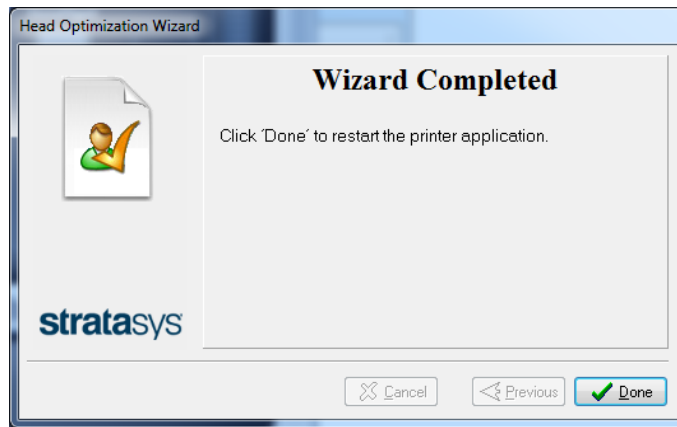 Head Optimization Wizard
Wizard Completed
Click ´Done´ to restart the printer application.
stratasys
Cancel
Previous
Done